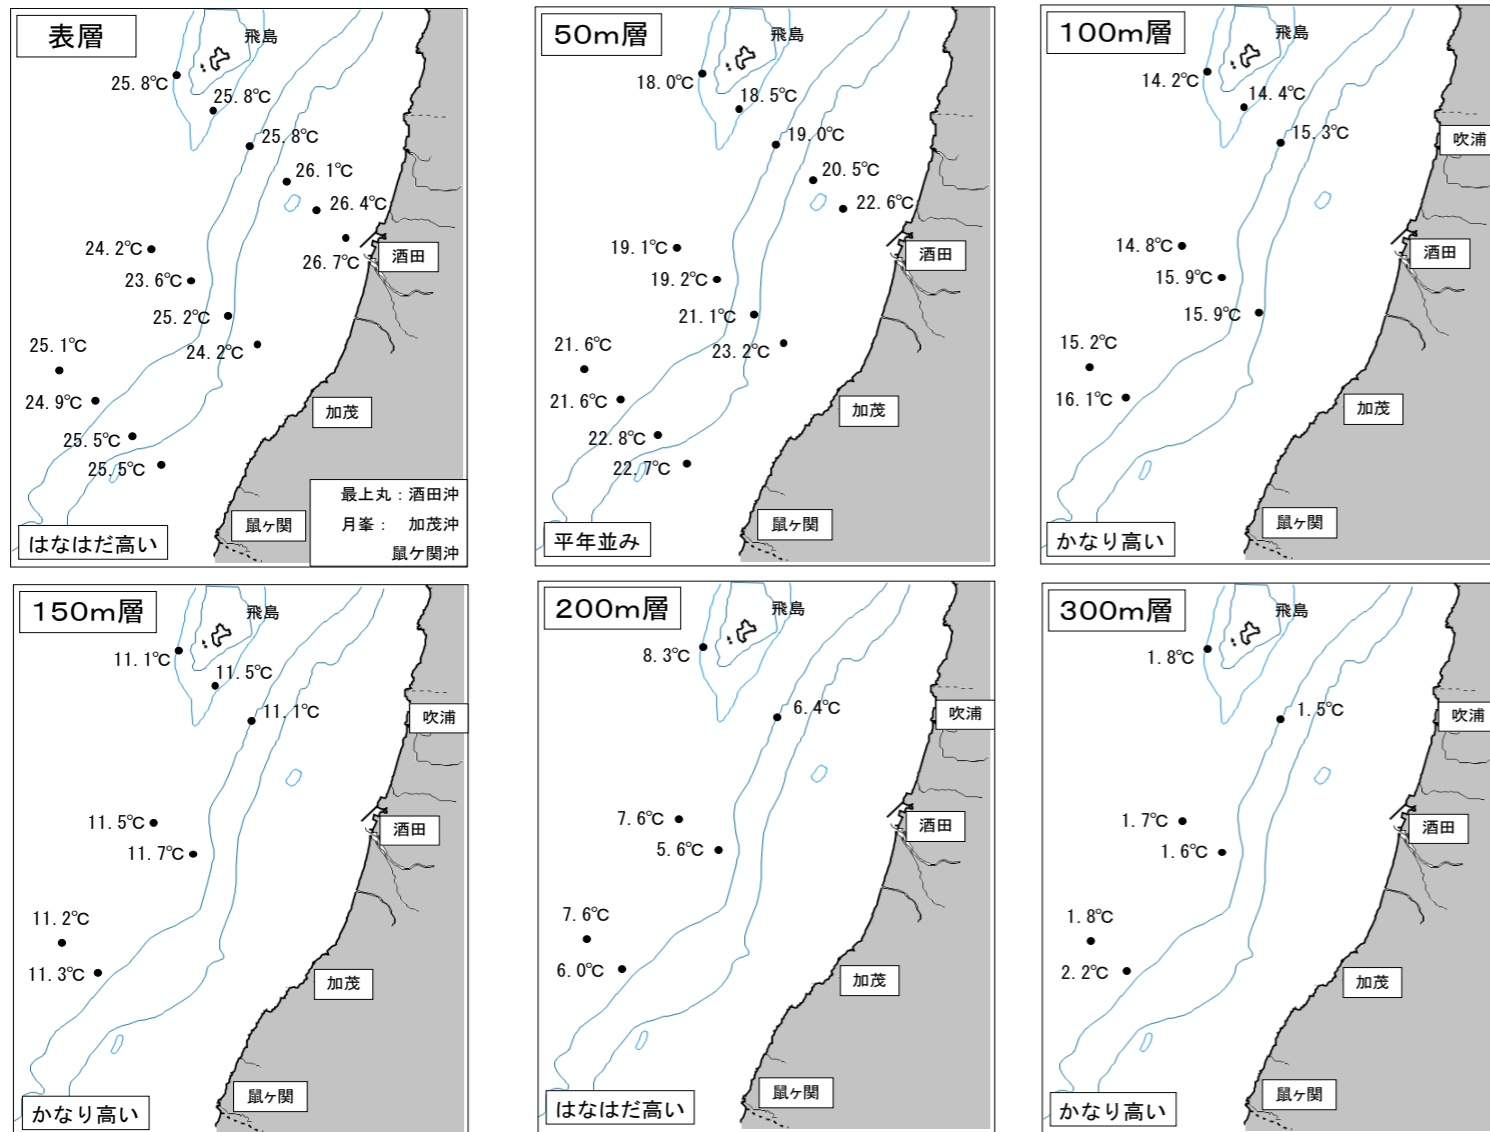 表層
飛島
25.8℃
25.8℃
25.8℃
26.1℃
26.4℃
24.2℃
26.7℃
酒田
23.6℃
25.2℃
25.1℃
24.2℃
24.9℃
加茂
25.5℃
25.5℃
最上丸：酒田沖
月峯： 加茂沖
鼠ケ関沖
鼠ヶ関
はなはだ高い
50m層
飛島
18.0℃
18.5℃
19.0℃
20.5℃
22.6℃
19.1℃
酒田
19.2℃
21.1℃
21.6℃
23.2℃
21.6℃
加茂
22.8℃
22.7℃
鼠ヶ関
平年並み
100m層
飛島
14.2℃
14.4℃
15.3℃
吹浦
14.8℃
酒田
15.9℃
15.9℃
15.2℃
16.1℃
加茂
鼠ヶ関
かなり高い
150m層
飛島
11.1℃
11.5℃
11.1℃
吹浦
11.5℃
酒田
11.7℃
11.2℃
11.3℃
加茂
鼠ヶ関
かなり高い
200m層
飛島
8.3℃
6.4℃
吹浦
7.6℃
酒田
5.6℃
7.6℃
6.0℃
加茂
鼠ヶ関
はなはだ高い
300m層
飛島
1.8℃
1.5℃
吹浦
1.7℃
酒田
1.6℃
1.8℃
2.2℃
加茂
鼠ヶ関
かなり高い